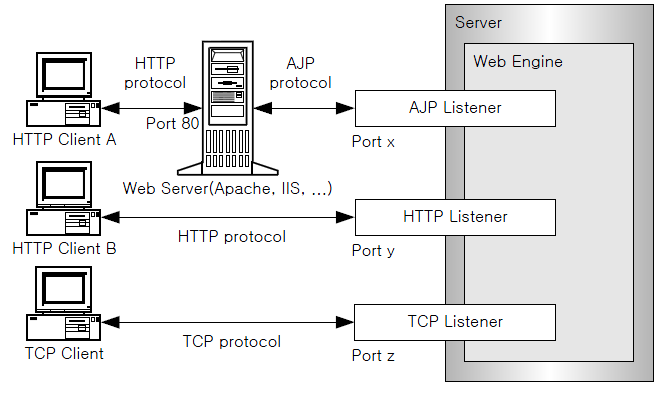 Server
Web Engine
HTTP
protocol
AJP
protocol
AJP Listener
Port 80
HTTP Client A
Port x
Web Server(Apache, IIS, ...)
HTTP Listener
HTTP protocol
HTTP Client B
Port y
TCP Listener
TCP protocol
TCP Client
Port z